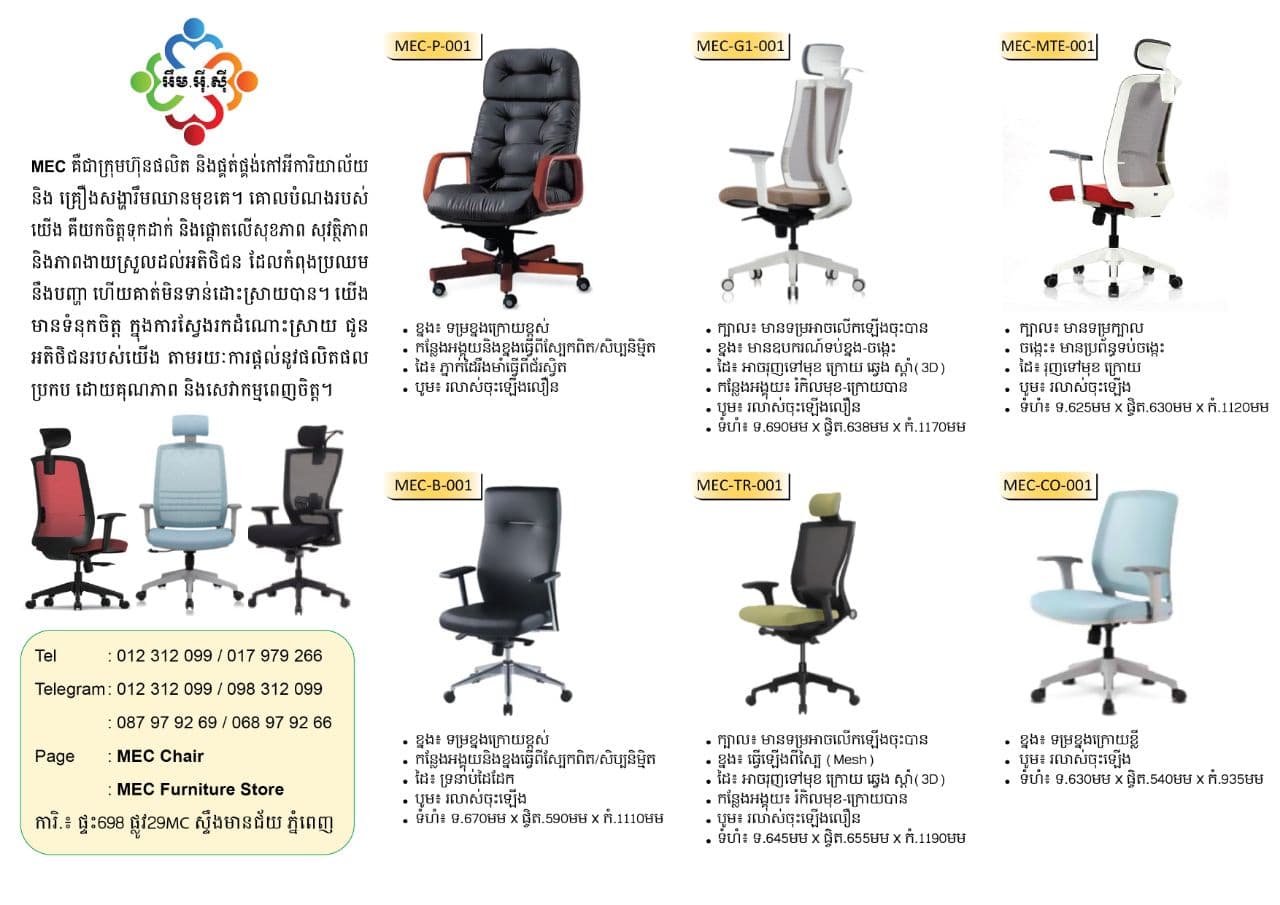 អឹម.អ៊ី.ស៊ី
MEC គឺជាក្រុមហ៊ុនផលិត និងផ្គត់ផ្គង់កៅអីការិយាល័យ
និង គ្រឿងសង្ហារឹមឈានមុខគេ។ គោលបំណងរបស់
យើង គឺយកចិត្តទុកដាក់ និងផ្តោតលើសុខភាព សុវត្ថិភាព
និងភាពងាយស្រួលដល់អតិថិជន ដែលកំពុងប្រឈម
នឹងបញ្ហា ហើយគាត់មិនទាន់ដោះស្រាយបាន។ យើង
មានទំនុកចិត្ត ក្នុងការស្វែងរកដំណោះស្រាយ ជូន
អតិថិជនរបស់យើង តាមរយៈការផ្តល់នូវផលិតផល
ប្រកប ដោយគុណភាព និងសេវាកម្មពេញចិត្ត។
Tel : 012 312 099 / 017 979 266
Telegram : 012 312 099 / 098 312 099
: 087 97 92 69 / 068 97 92 66
Page : MEC Chair
: MEC Furniture Store
ការិ.៖ ផ្ទះ698 ផ្លូវ29MC ស្ទឹងមានជ័យ ភ្នំពេញ
MEC-P-001
• ខ្នង៖ ទម្រខ្នងក្រោយខ្ពស់
• កន្លែងអង្គុយនិងខ្នងធ្វើពីស្បែកពិត/សិប្បនិម្មិត
• ដៃ៖ ភ្នាក់ដៃរឹងមាំធ្វើពីជ័រស្វិត
• បូម៖ រលាស់ចុះឡើងលឿន
MEC-G1-001
• ក្បាល៖ មានទម្រអាចលើកឡើងចុះបាន
• ខ្នង៖ មានឧបករណ៍ទប់ខ្នង-ចង្កេះ
• ដៃ៖ អាចរុញទៅមុខ ក្រោយ ឆ្វេង ស្តាំ(3D)
• កន្លែងអង្គុយ៖ រំកិលមុខ-ក្រោយបាន
• បូម៖ រលាស់ចុះឡើងលឿន
• ទំហំ៖ ទ.690មម x ផ្ចិត.638មម x កំ.1170មម
MEC-MTE-001
• ក្បាល៖ មានទម្រក្បាល
• ចង្កេះ៖ មានប្រព័ន្ធទប់ចង្កេះ
• ដៃ៖ រុញទៅមុខ ក្រោយ
• បូម៖ រលាស់ចុះឡើង
• ទំហំ៖ ទ.625មម x ផ្ចិត.630មម x កំ.1120មម
MEC-B-001
• ខ្នង៖ ទម្រខ្នងក្រោយខ្ពស់
• កន្លែងអង្គុយនិងខ្នងធ្វើពីស្បែកពិត/សិប្បនិម្មិត
• ដៃ៖ ទ្រនាប់ដៃដែក
• បូម៖ រលាស់ចុះឡើង
• ទំហំ៖ ទ.670មម x ផ្ចិត.590មម x កំ.1110មម
MEC-TR-001
• ក្បាល៖ មានទម្រអាចលើកឡើងចុះបាន
• ខ្នង៖ ធ្វើឡើងពីស្បៃ (Mesh)
• ដៃ៖ អាចរុញទៅមុខ ក្រោយ ឆ្វេង ស្តាំ(3D)
• កន្លែងអង្គុយ៖ រំកិលមុខ-ក្រោយបាន
• បូម៖ រលាស់ចុះឡើងលឿន
• ទំហំ៖ ទ.645មម x ផ្ចិត.655មម x កំ.1190មម
MEC-CO-001
• ខ្នង៖ ទម្រខ្នងក្រោយខ្លី
• បូម៖ រលាស់ចុះឡើង
• ទំហំ៖ ទ.630មម x ផ្ចិត.540មម x កំ.935មម